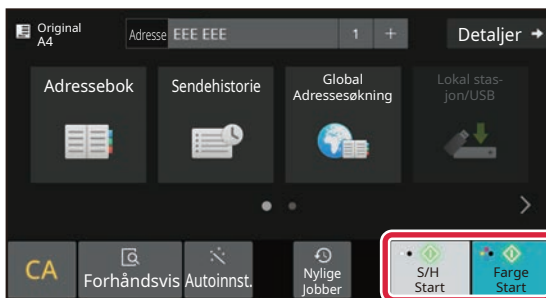 Original
A4
Adresse EEE EEE 1 +
Detaljer
Adressebok
Sendehistorie
Global
Adressesøkning
Lokal stas-
jon/USB
CA
Forhåndsvis
Autoinnst.
Nylige
Jobber
S/H
Start
Farge
Start